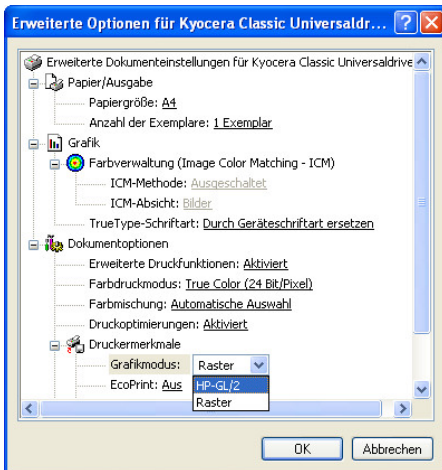 Erweiterte Optionen für Kyocera Classic Universaldr...
Erweiterte Dokumenteinstellungen für Kyocera Classic Universaldrive
Papier/Ausgabe
Papiergröße: A4
Anzahl der Exemplare: 1 Exemplar
Grafik
Farbverwaltung (Image Color Matching - ICM)
ICM-Methode: Ausgeschaltet
ICM-Absicht: Bilder
TrueType-Schriftart: Durch Geräteschriftart ersetzen
Dokumentoptionen
Erweiterte Druckfunktionen: Aktiviert
Farbdruckmodus: True Color (24 Bit/Pixel)
Farbmischung: Automatische Auswahl
Druckoptimierungen: Aktiviert
Druckermerkmale
Grafikmodus: Raster
EcoPrint: Aus
HP-GL/2
Raster
OK
Abbrechen